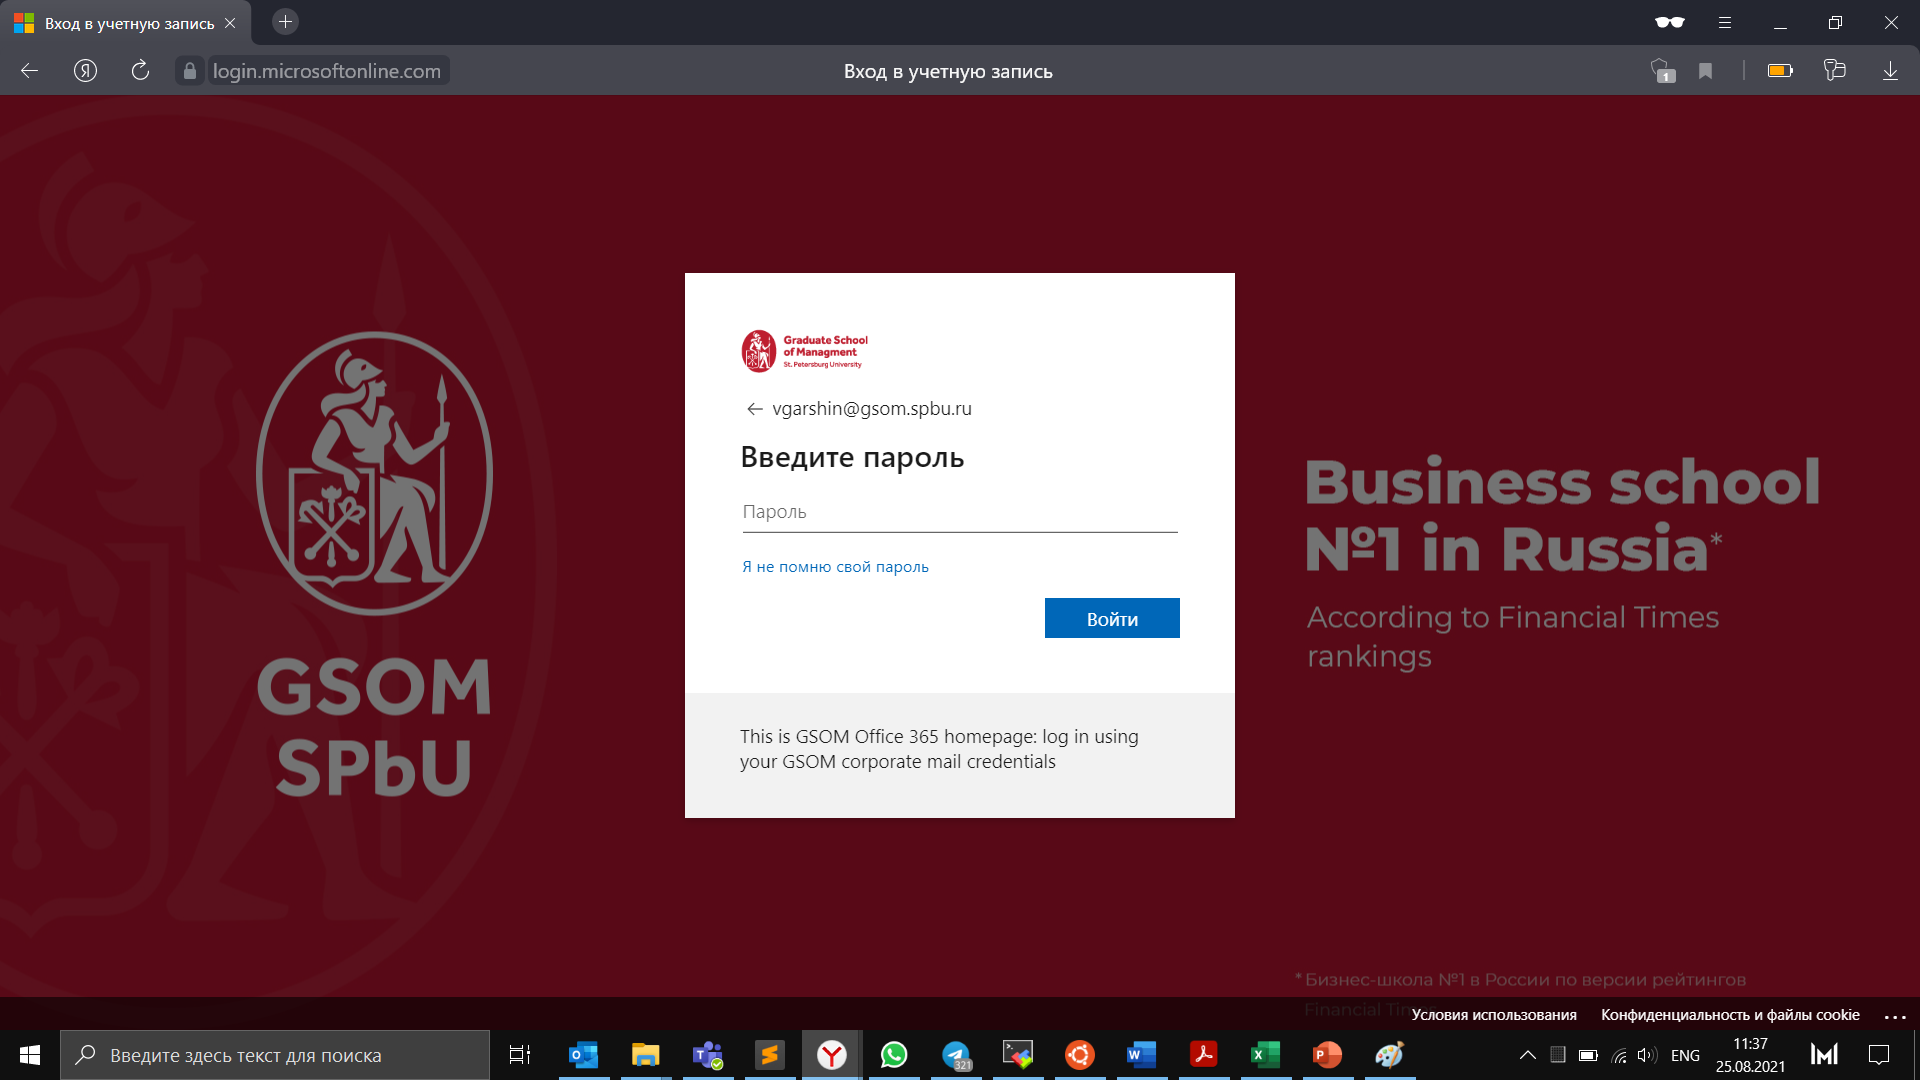 Вход в учетную запись
login.microsoftonline.com
Вход в учетную запись
1
Graduate School
of Managment
St. Petersburg University
vgarshin@gsom.spbu.ru
Введите пароль
Пароль
Я не помню свой пароль
Войти
This is GSOM Office 365 homepage: log in using
your GSOM corporate mail credentials
GSOM
SPbU
Business school
№1 in Russia*
According to Financial Times
rankings
*Бизнес-школа №1 в России по версии рейтингов
Financial Times
Условия использования
Конфиденциальность и файлы cookie
...
Введите здесь текст для поиска
321
ENG
11:37
25.08.2021